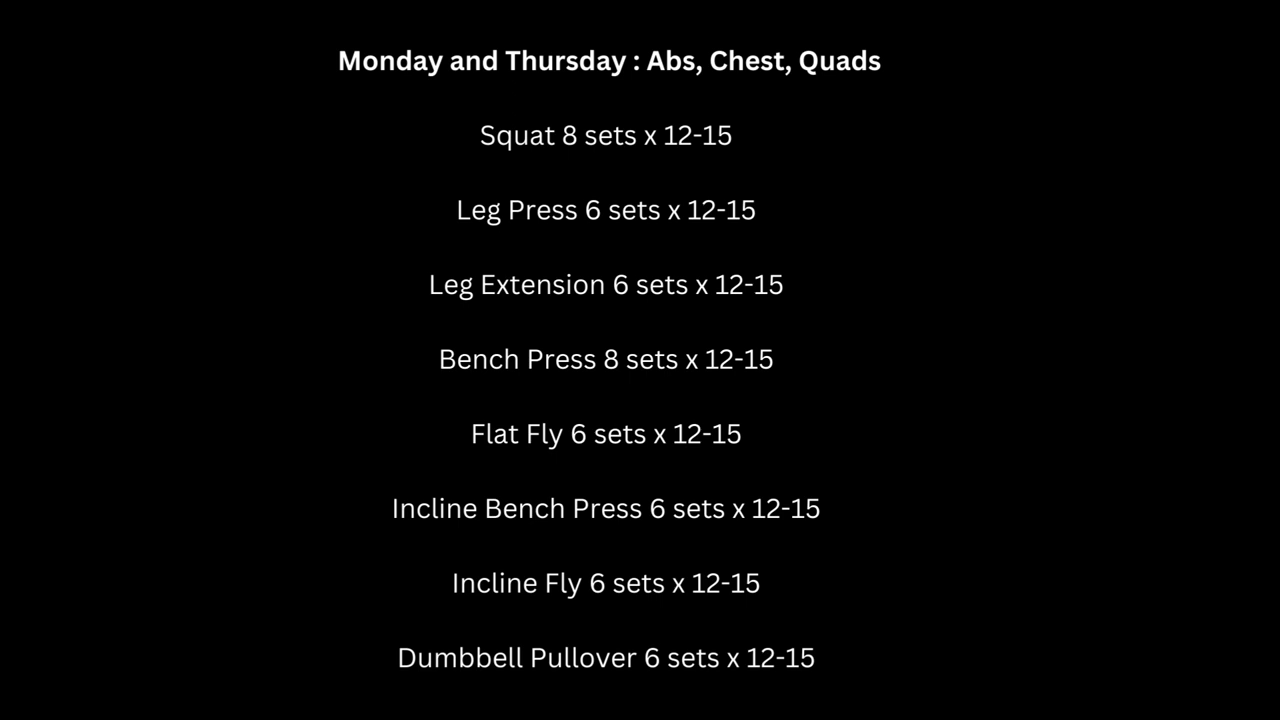 Monday and Thursday : Abs, Chest, Quads
Squat 8 sets x 12-15
Leg Press 6 sets x 12-15
Leg Extension 6 sets x 12-15
Bench Press 8 sets x 12-15
Flat Fly 6 sets x 12-15
Incline Bench Press 6 sets x 12-15
Incline Fly 6 sets x 12-15
Dumbbell Pullover 6 sets x 12-15